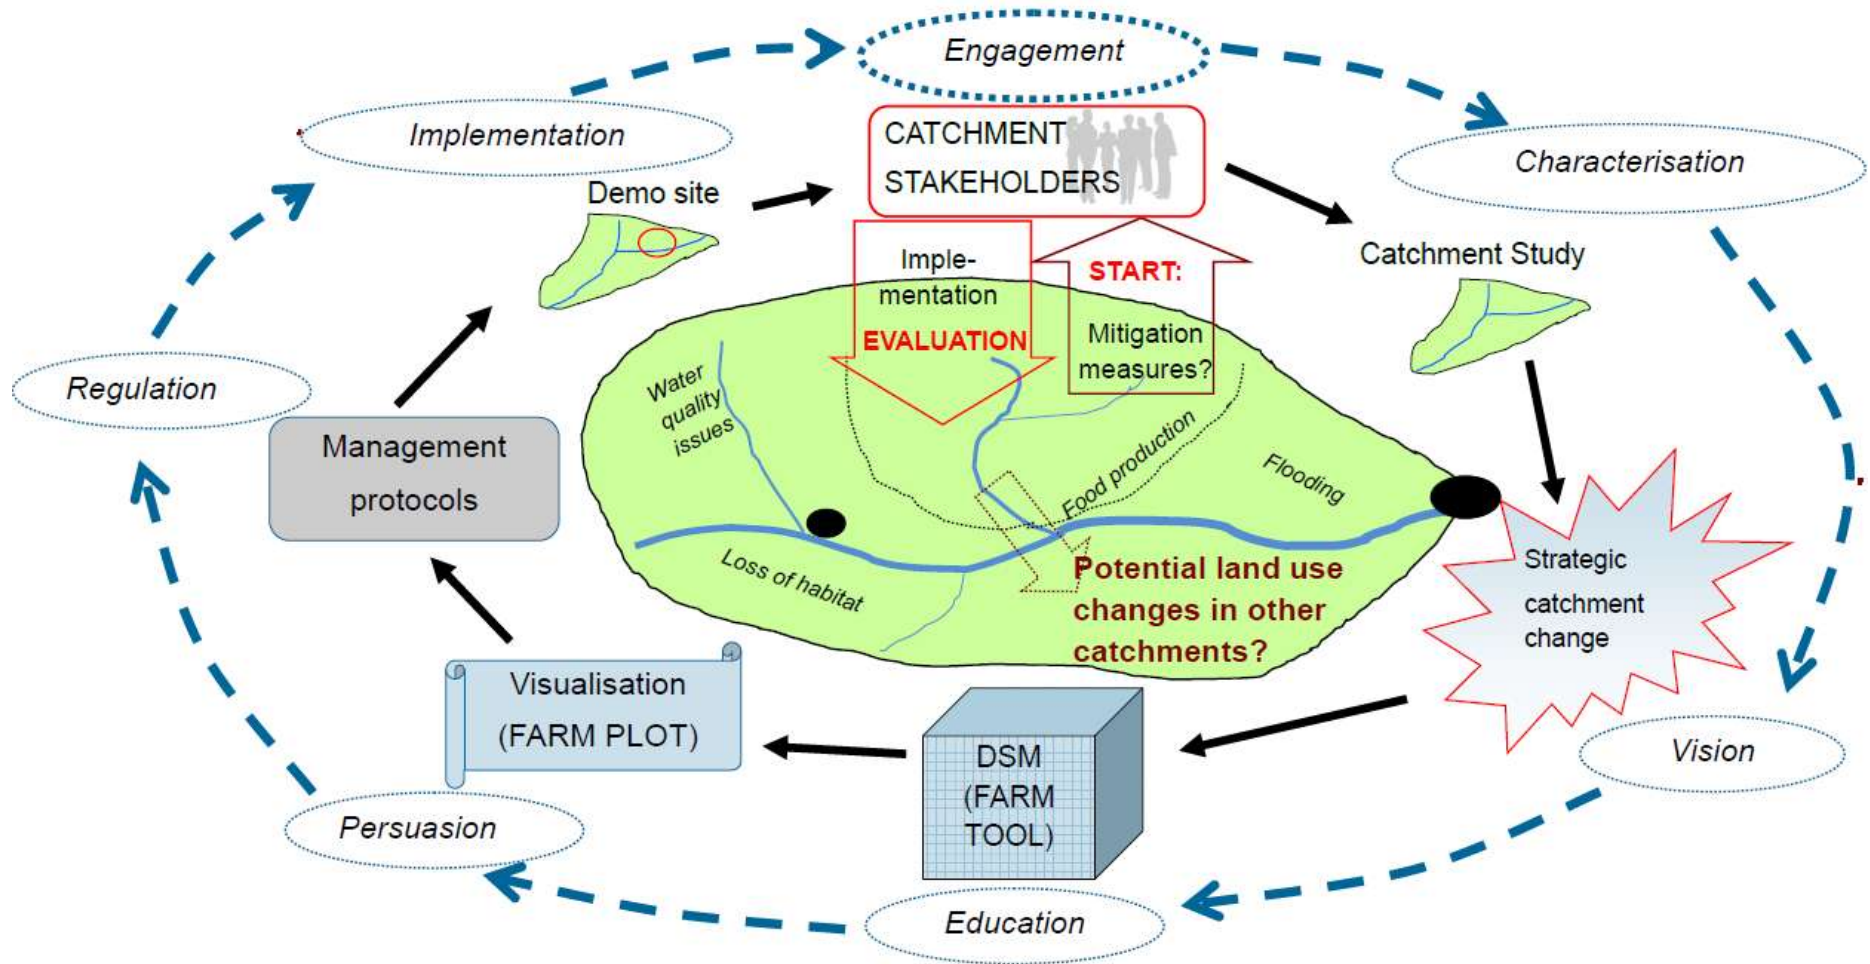 Engagement
Implementation
Characterisation
CATCHMENT
STAKEHOLDERS
Demo site
Catchment Study
Imple-
mentation
EVALUATION
START:
Mitigation
measures?
Regulation
Water
quality
issues
Food production
Flooding
Management
protocols
Loss of habitat
Potential land use
changes in other
catchments?
Strategic
catchment
change
Visualisation
(FARM PLOT)
DSM
(FARM
TOOL)
Vision
Persuasion
Education